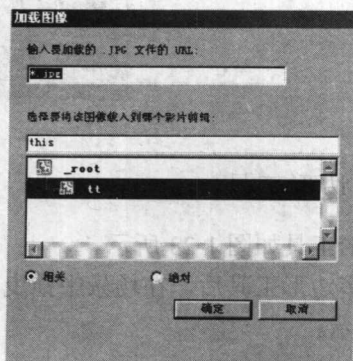 加载图像
输入要加载的 .JPG 文件的 URL:
*.jpg
选择要将该图像载入到哪个影片剪辑:
this
_root
tt
相关
绝对
确定
取消